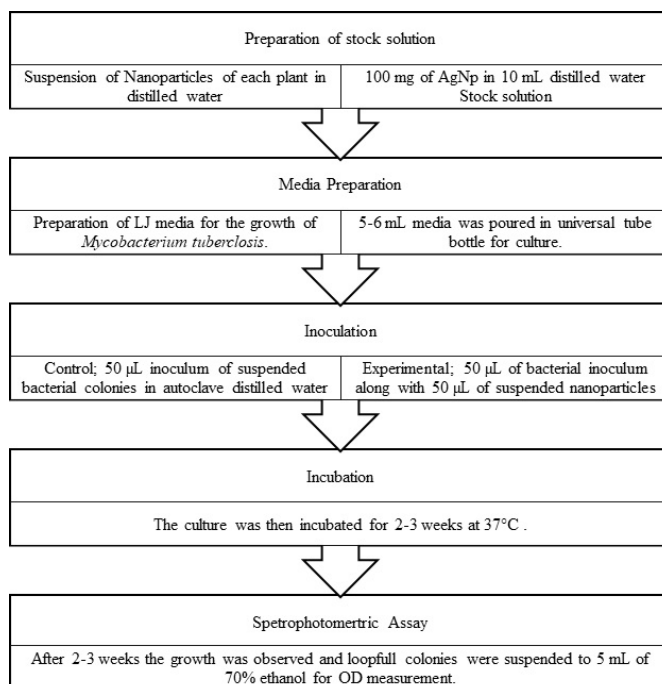 Preparation of stock solution
Suspension of Nanoparticles of each plant in
distilled water
100 mg of AgNp in 10 mL distilled water
Stock solution
Media Preparation
Preparation of LJ media for the growth of
Mycobacterium tuberclosis.
5-6 mL media was poured in universal tube
bottle for culture.
Inoculation
Control; 50 µL inoculum of suspended
bacterial colonies in autoclave distilled water
Experimental; 50 µL of bacterial inoculum
along with 50 µL of suspended nanoparticles
Incubation
The culture was then incubated for 2-3 weeks at 37°C .
Spetrophotomertric Assay
After 2-3 weeks the growth was observed and loopfull colonies were suspended to 5 mL of
70% ethanol for OD measurement.